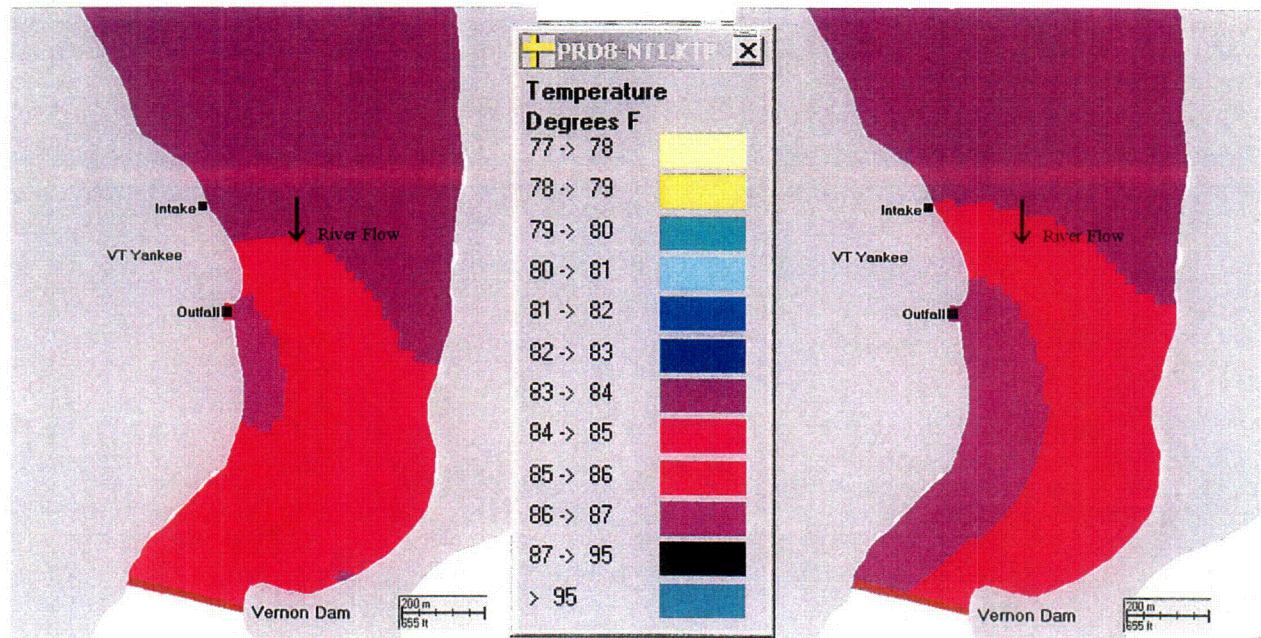 Intake
River Flow
VT Yankee
Outfall
Vernon Dam
200 m
655 ft
Temperature
Degrees F
77 -> 78
78 -> 79
79 -> 80
80 -> 81
81 -> 82
82 -> 83
83 -> 84
84 -> 85
85 -> 86
86 -> 87
87 -> 95
> 95
Intake
River Flow
VT Yankee
Outfall
Vernon Dam
200 m
655 ft